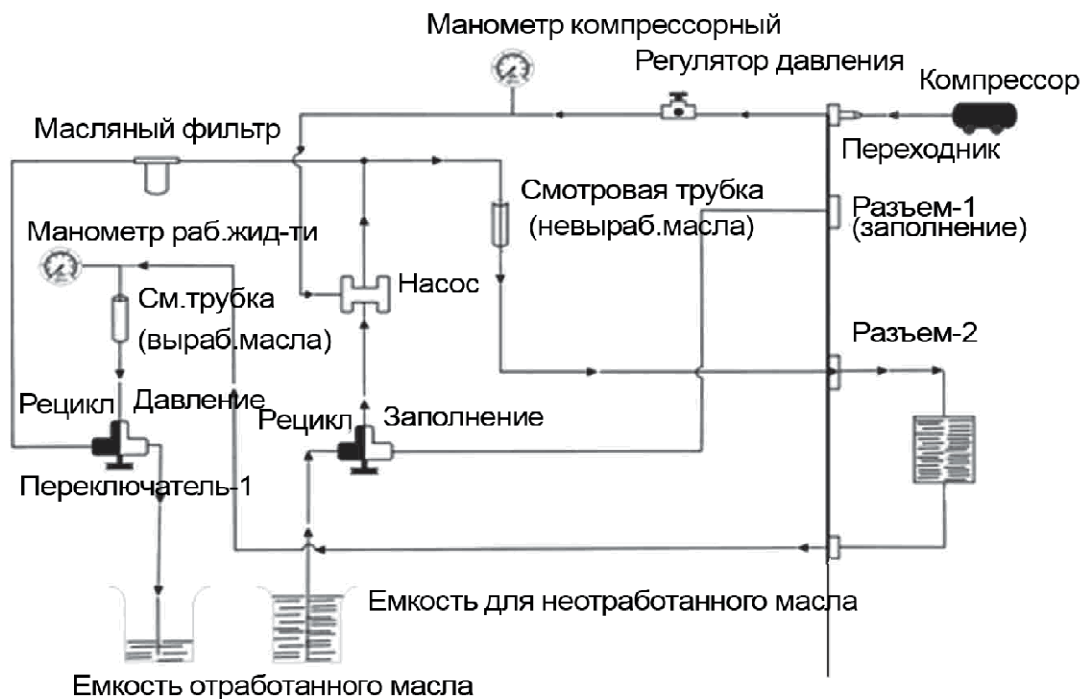 Манометр компрессорный
Регулятор давления
Компрессор
Масляный фильтр
Переходник
Смотровая трубка
(невыраб.масла)
Разъем-1
(заполнение)
Манометр раб.жид-ти
Насос
См.трубка
(выраб.масла)
Разъем-2
Рецикл Давление
Рецикл Заполнение
Переключатель-1
Емкость для неотработанного масла
Емкость отработанного масла